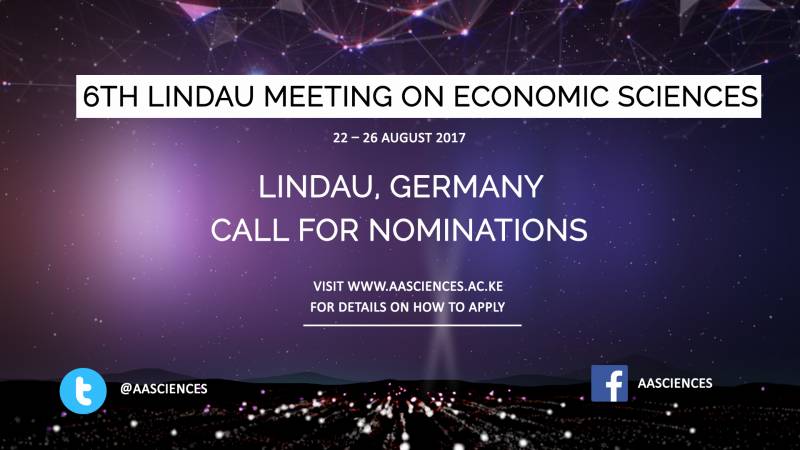 6TH LINDAU MEETING ON ECONOMIC SCIENCES
22 – 26 AUGUST 2017
LINDAU, GERMANY
CALL FOR NOMINATIONS
VISIT WWW.AASCIENCES.AC.KE
FOR DETAILS ON HOW TO APPLY
@AASCIENCES
AASCIENCES